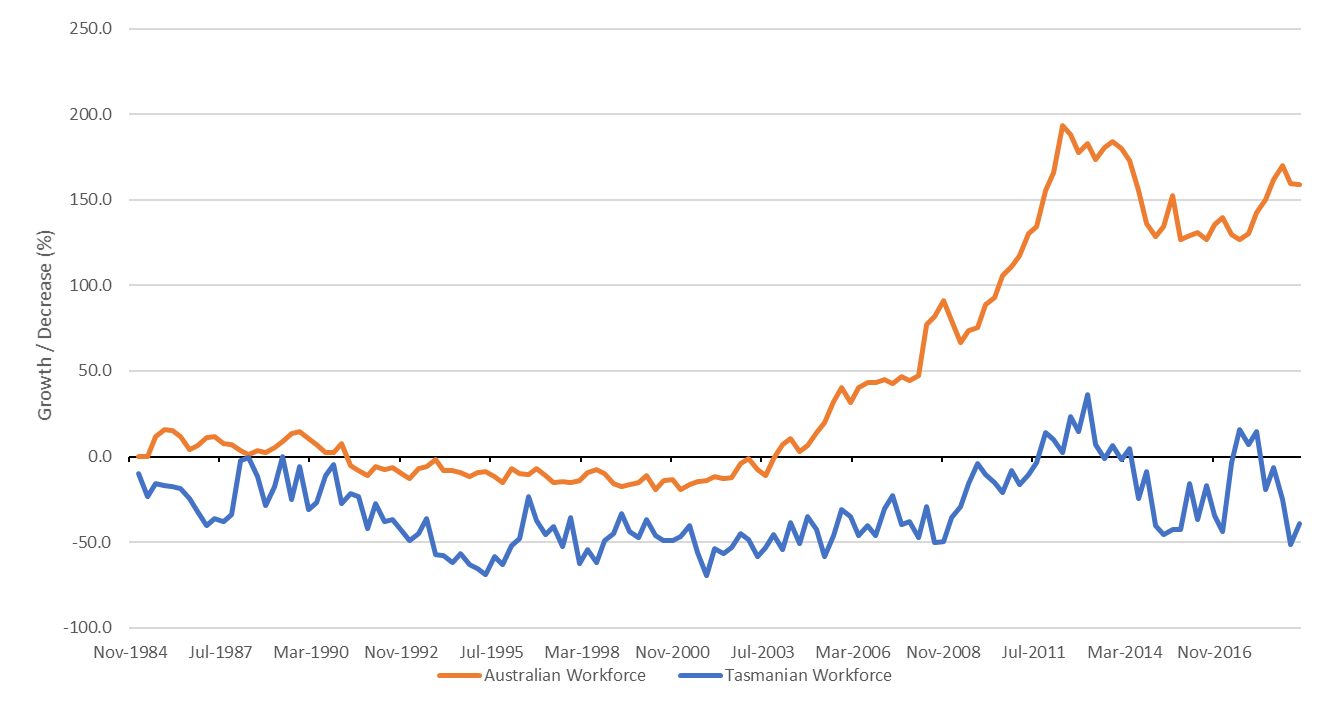 250.0
200.0
150.0
100.0
50.0
0.0
-50.0
-100.0
Growth / Decrease (%)
Nov-1984 Jul-1987 Mar-1990 Nov-1992 Jul-1995 Mar-1998 Nov-2000 Jul-2003 Mar-2006 Nov-2008 Jul-2011 Mar-2014 Nov-2016
Australian Workforce Tasmanian Workforce